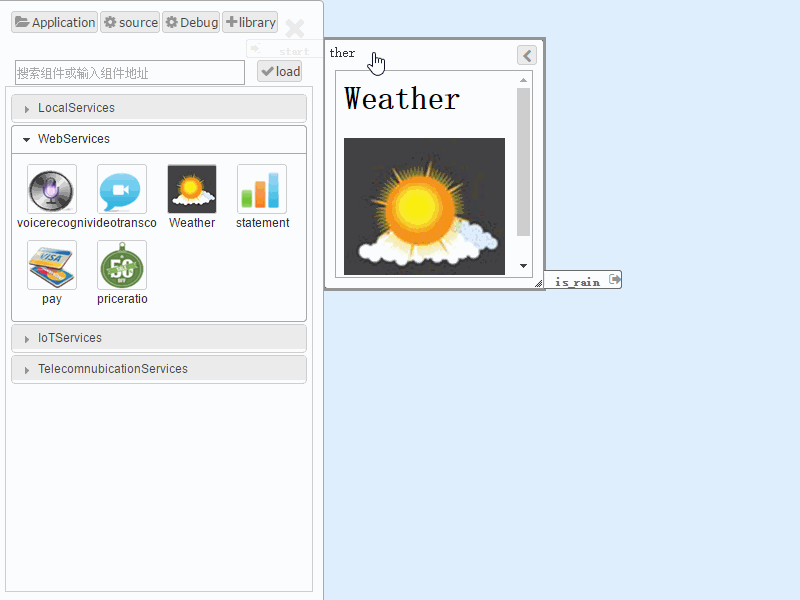 Application source Debug library
start
搜索组件或输入组件地址 load
LocalServices
WebServices
voicerecogni videotransco Weather statement
pay priceratio
IoTServices
TelecomnubicationServices
ther
Weather
is_rain